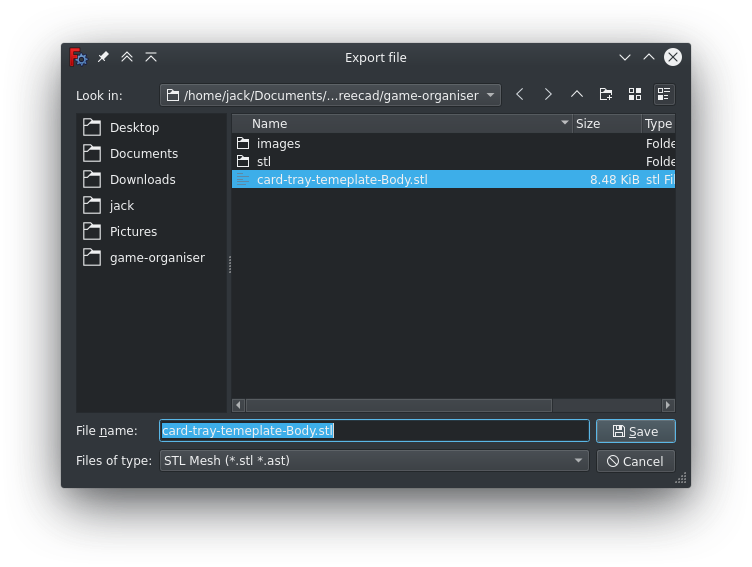 Export file
Look in:
/home/jack/Documents/...reecad/game-organiser
Desktop
Documents
Downloads
jack
Pictures
game-organiser
Name Size Type
images Folde
stl Folde
card-tray-temeplate-Body.stl 8.48 KiB stl Fil
File name:
card-tray-temeplate-Body.stl
Save
Files of type:
STL Mesh (*.stl *.ast)
Cancel